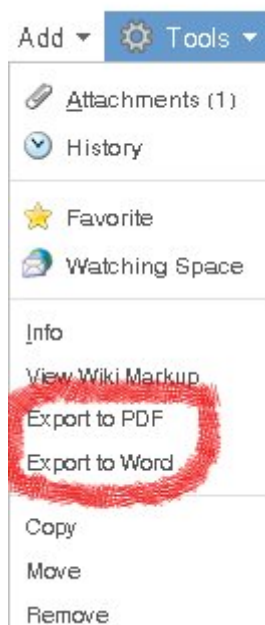 Add Tools
Attachments (1)
History
Favorite
Watching Space
Info
View Wiki Markup
Export to PDF
Export to Word
Copy
Move
Remove